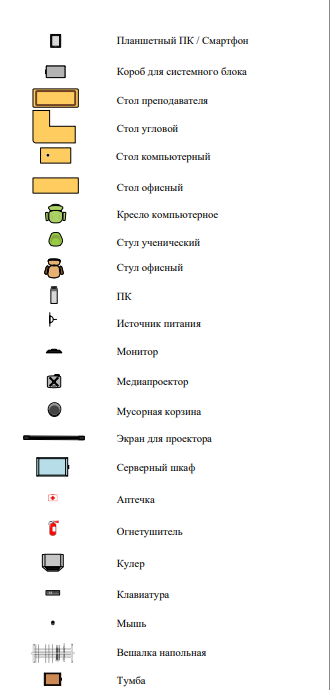 Планшетный ПК / Смартфон
Короб для системного блока
Стол преподавателя
Стол угловой
Стол компьютерный
Стол офисный
Кресло компьютерное
Стул ученический
Стул офисный
ПК
Источник питания
Монитор
Медиапроектор
Мусорная корзина
Экран для проектора
Серверный шкаф
Аптечка
Огнетушитель
Кулер
Клавиатура
Мышь
Вешалка напольная
Тумба